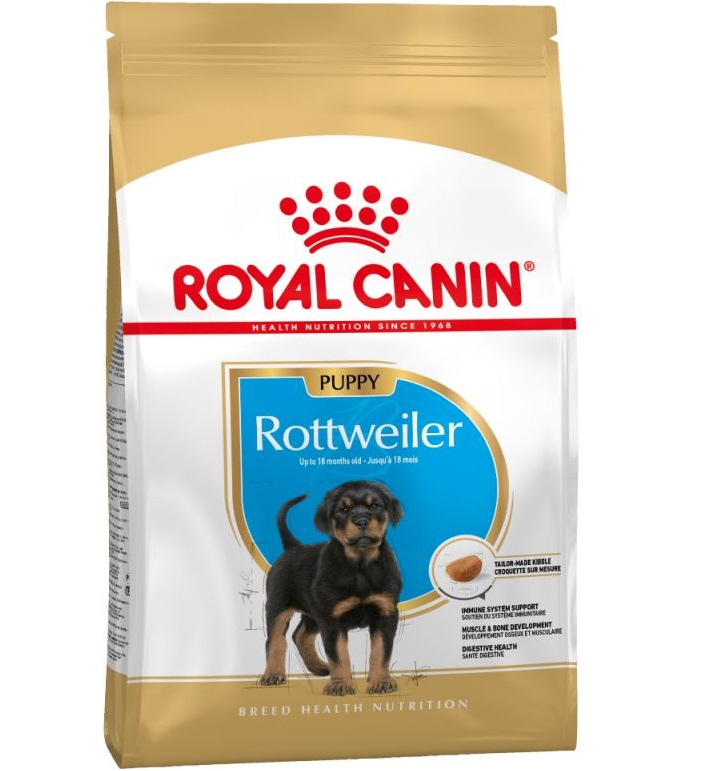 ROYAL CANIN®
HEALTH NUTRITION SINCE 1968
PUPPY
Rottweiler
Up to 18 months old - Jusqu'à 18 mois
TAILOR-MADE KIBBLE
CROQUETTE SUR MESURE
IMMUNE SYSTEM SUPPORT
SOUTIEN DU SYSTÈME IMMUNITAIRE
MUSCLE & BONE DEVELOPMENT
DÉVELOPPEMENT OSSEUX ET MUSCULAIRE
DIGESTIVE HEALTH
SANTÉ DIGESTIVE
BREED HEALTH NUTRITION